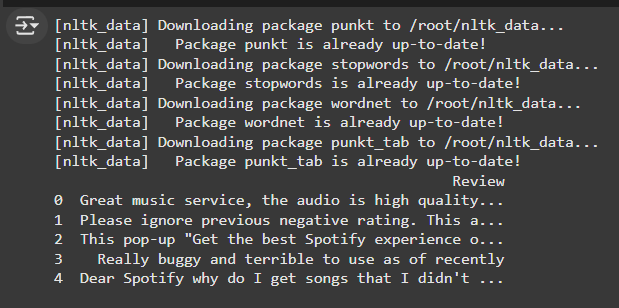 [nltk_data] Downloading package punkt to /root/nltk_data...
[nltk_data]   Package punkt is already up-to-date!
[nltk_data] Downloading package stopwords to /root/nltk_data...
[nltk_data]   Package stopwords is already up-to-date!
[nltk_data] Downloading package wordnet to /root/nltk_data...
[nltk_data]   Package wordnet is already up-to-date!
[nltk_data] Downloading package punkt_tab to /root/nltk_data...
[nltk_data]   Package punkt_tab is already up-to-date!
Review
0  Great music service, the audio is high quality...
1  Please ignore previous negative rating. This a...
2  This pop-up "Get the best Spotify experience o...
3    Really buggy and terrible to use as of recently
4  Dear Spotify why do I get songs that I didn't ...